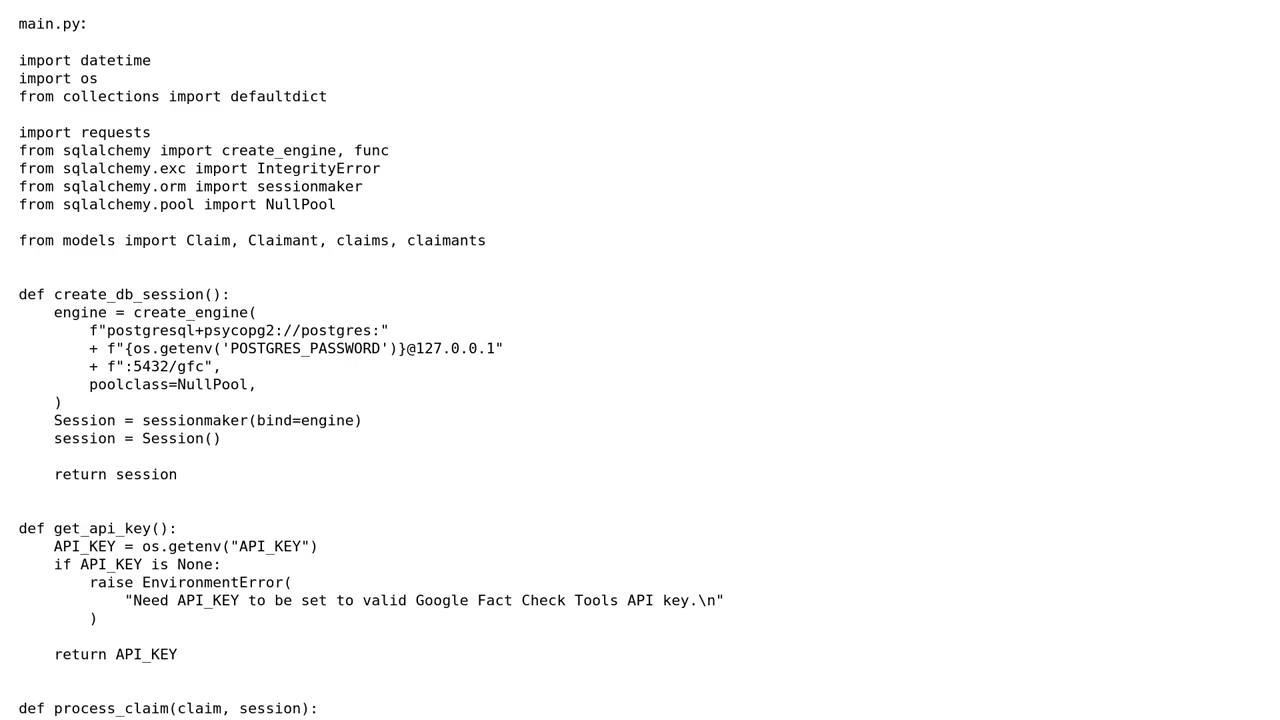 main.py:

import datetime
import os
from collections import defaultdict

import requests
from sqlalchemy import create_engine, func
from sqlalchemy.exc import IntegrityError
from sqlalchemy.orm import sessionmaker
from sqlalchemy.pool import NullPool

from models import Claim, Claimant, claims, claimants


def create_db_session():
    engine = create_engine(
        f"postgresql+psycopg2://postgres:"
        + f"{os.getenv('POSTGRES_PASSWORD')}@127.0.0.1"
        + f":5432/gfc",
        poolclass=NullPool,
    )
    Session = sessionmaker(bind=engine)
    session = Session()

    return session


def get_api_key():
    API_KEY = os.getenv("API_KEY")
    if API_KEY is None:
        raise EnvironmentError(
            "Need API_KEY to be set to valid Google Fact Check Tools API key.\n"
        )

    return API_KEY


def process_claim(claim, session):